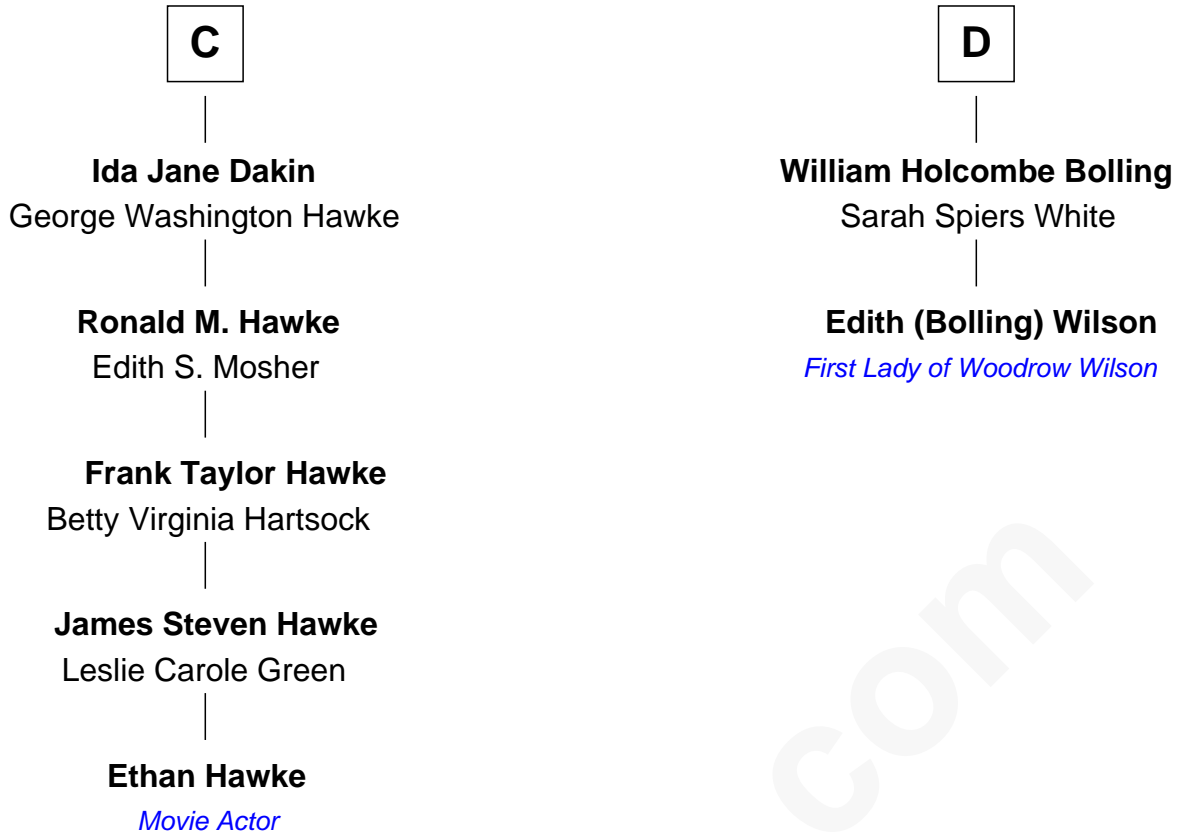 C
Ida Jane Dakin
George Washington Hawke
Ronald M. Hawke
Edith S. Mosher
Frank Taylor Hawke
Betty Virginia Hartsock
James Steven Hawke
Leslie Carole Green
Ethan Hawke
Movie Actor
D
William Holcombe Bolling
Sarah Spiers White
Edith (Bolling) Wilson
First Lady of Woodrow Wilson
com